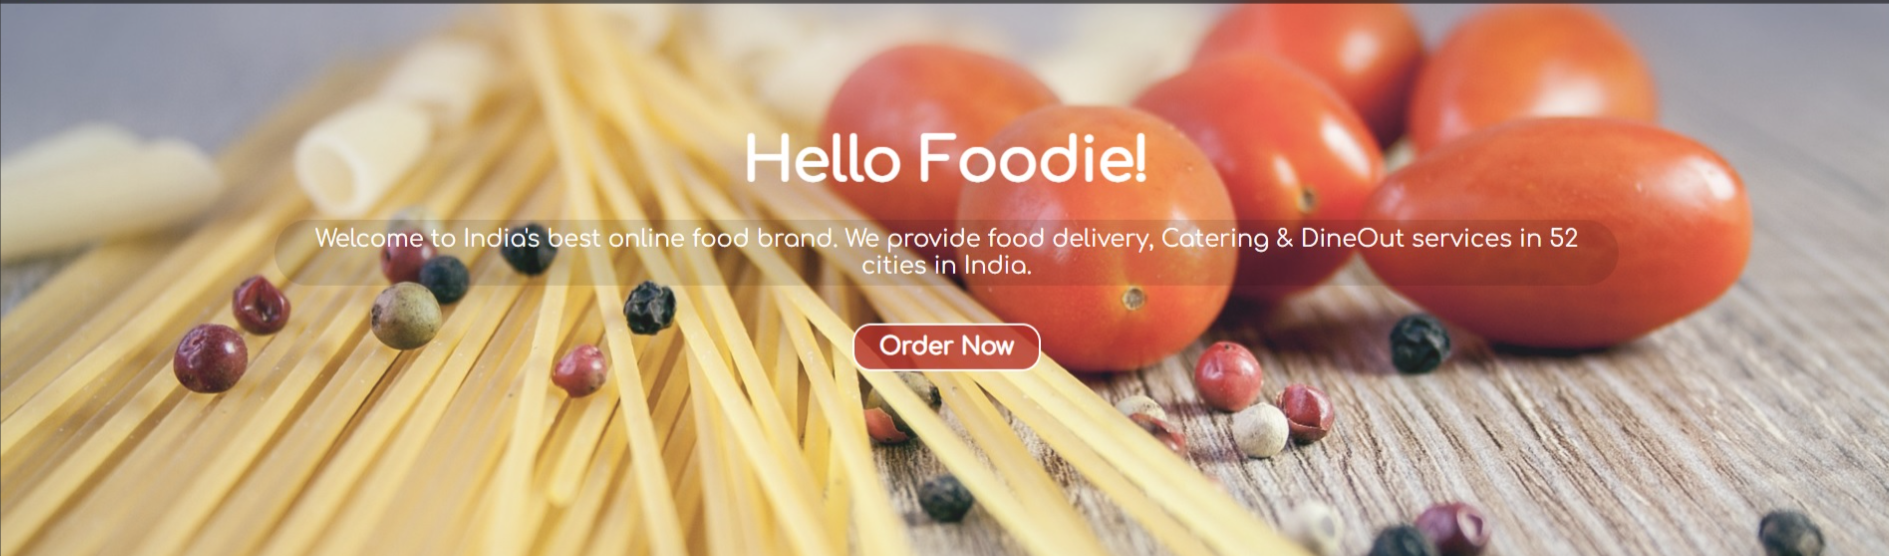 Hello Foodie!
Welcome to India's best online food brand. We provide food delivery, Catering & DineOut services in 52
cities in India.
Order Now